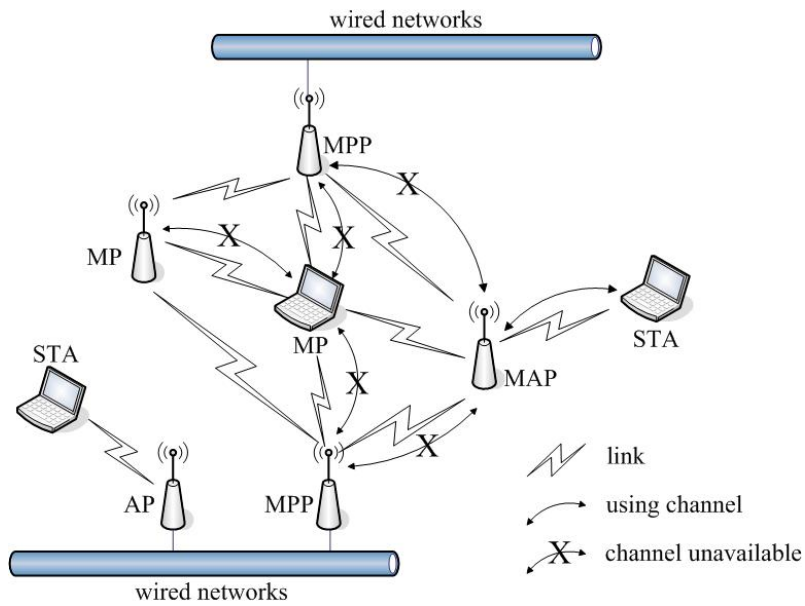 wired networks
MPP
X
MP
X
X
MP
STA
X
MAP
STA
X
AP
MPP
link
using channel
X
channel unavailable
wired networks